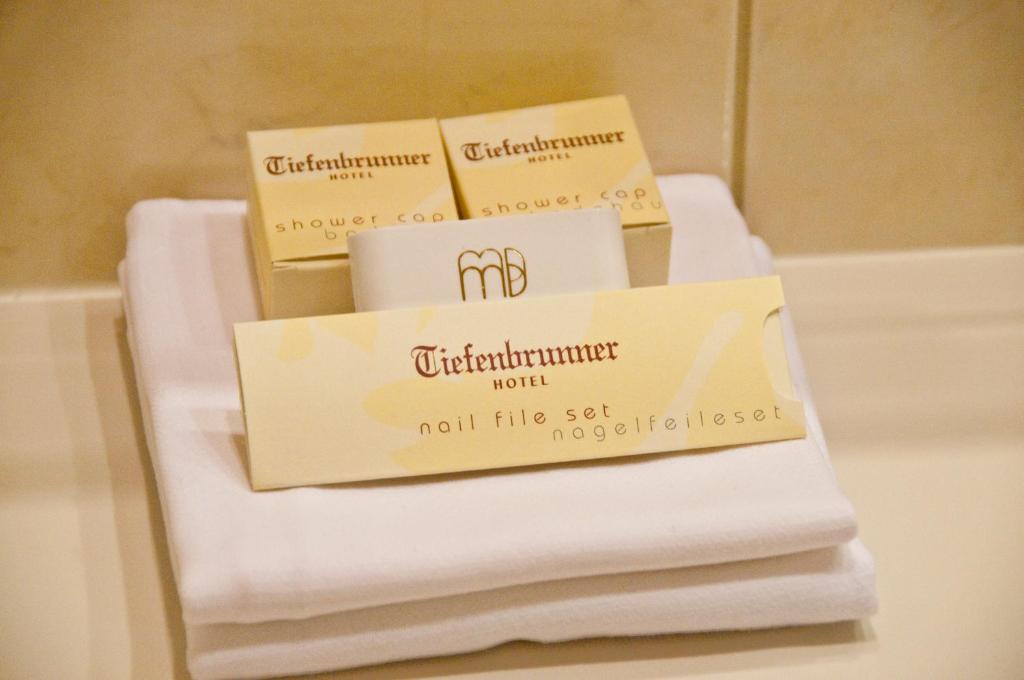 Tiefenbrunner
HOTEL
shower cap
Tiefenbrunner
HOTEL
shower cap
MD
Tiefenbrunner
HOTEL
nail file set
nagelfeileset